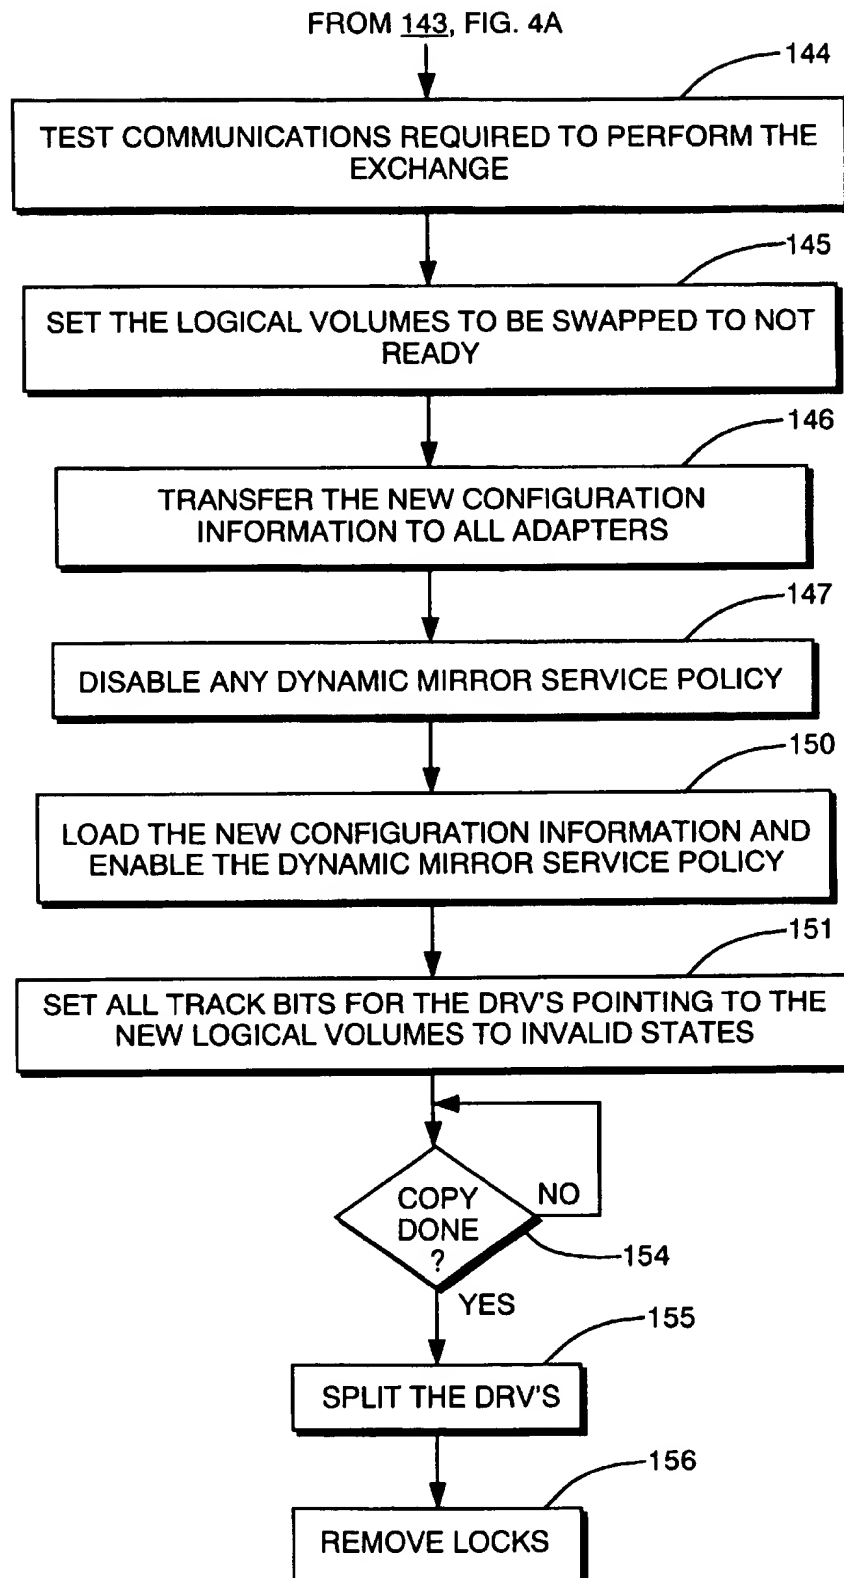 FROM 143, FIG. 4A
144
TEST COMMUNICATIONS REQUIRED TO PERFORM THE
EXCHANGE
145
SET THE LOGICAL VOLUMES TO BE SWAPPED TO NOT
READY
146
TRANSFER THE NEW CONFIGURATION
INFORMATION TO ALL ADAPTERS
147
DISABLE ANY DYNAMIC MIRROR SERVICE POLICY
150
LOAD THE NEW CONFIGURATION INFORMATION AND
ENABLE THE DYNAMIC MIRROR SERVICE POLICY
151
SET ALL TRACK BITS FOR THE DRV'S POINTING TO THE
NEW LOGICAL VOLUMES TO INVALID STATES
COPY
DONE
?
NO
154
YES
155
SPLIT THE DRV'S
156
REMOVE LOCKS